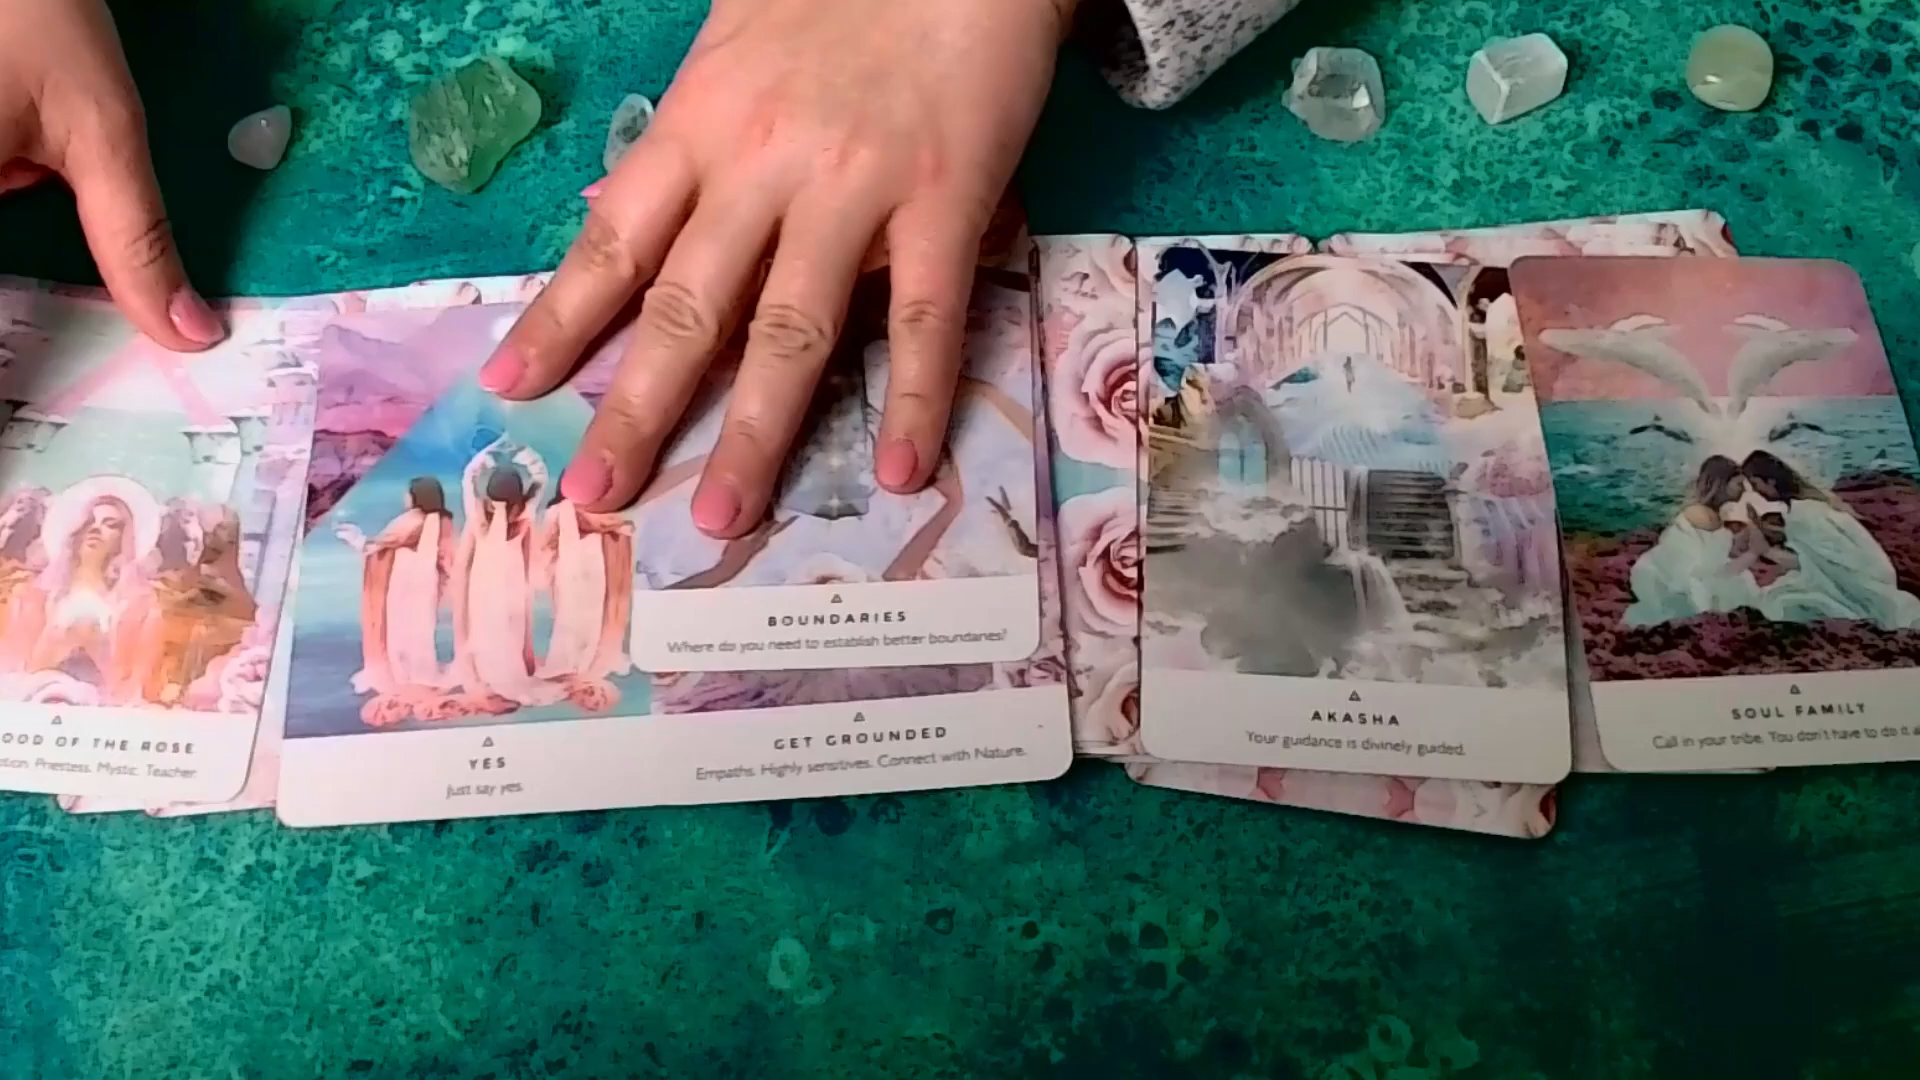 OOD OF THE ROSE
otion. Priestess. Mystic. Teacher.
YES
Just say yes.
BOUNDARIES
Where do you need to establish better boundaries?
GET GROUNDED
Empaths. Highly sensitives. Connect with Nature.
AKASHA
Your guidance is divinely guided.
SOUL FAMILY
Call in your tribe. You don't have to do it a